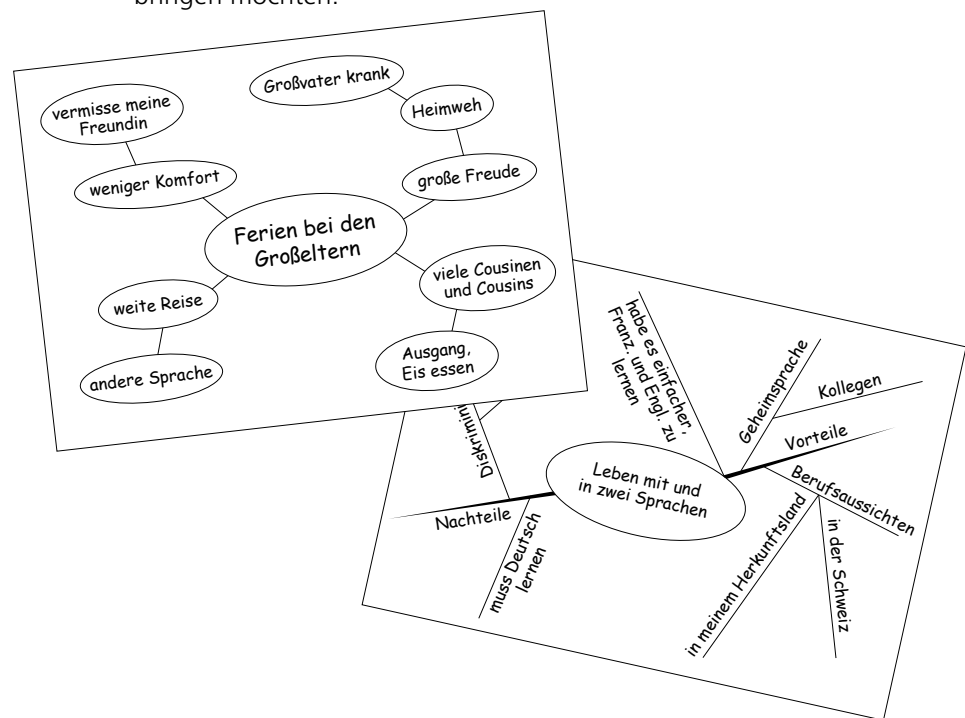 bringen möchten.
Großvater krank
vermisse meine
Freundin
Heimweh
weniger Komfort
große Freude
Ferien bei den
Großeltern
viele Cousinen
und Cousins
weite Reise
Ausgang,
Eis essen
andere Sprache
habe es einfacher,
Franz. und Engl. zu
lernen
Geheimsprache
Kollegen
Vorteile
Leben mit und
in zwei Sprachen
Berufsaussichten
Nachteile
muss Deutsch
lernen
in meinem Herkunftsland
in der Schweiz